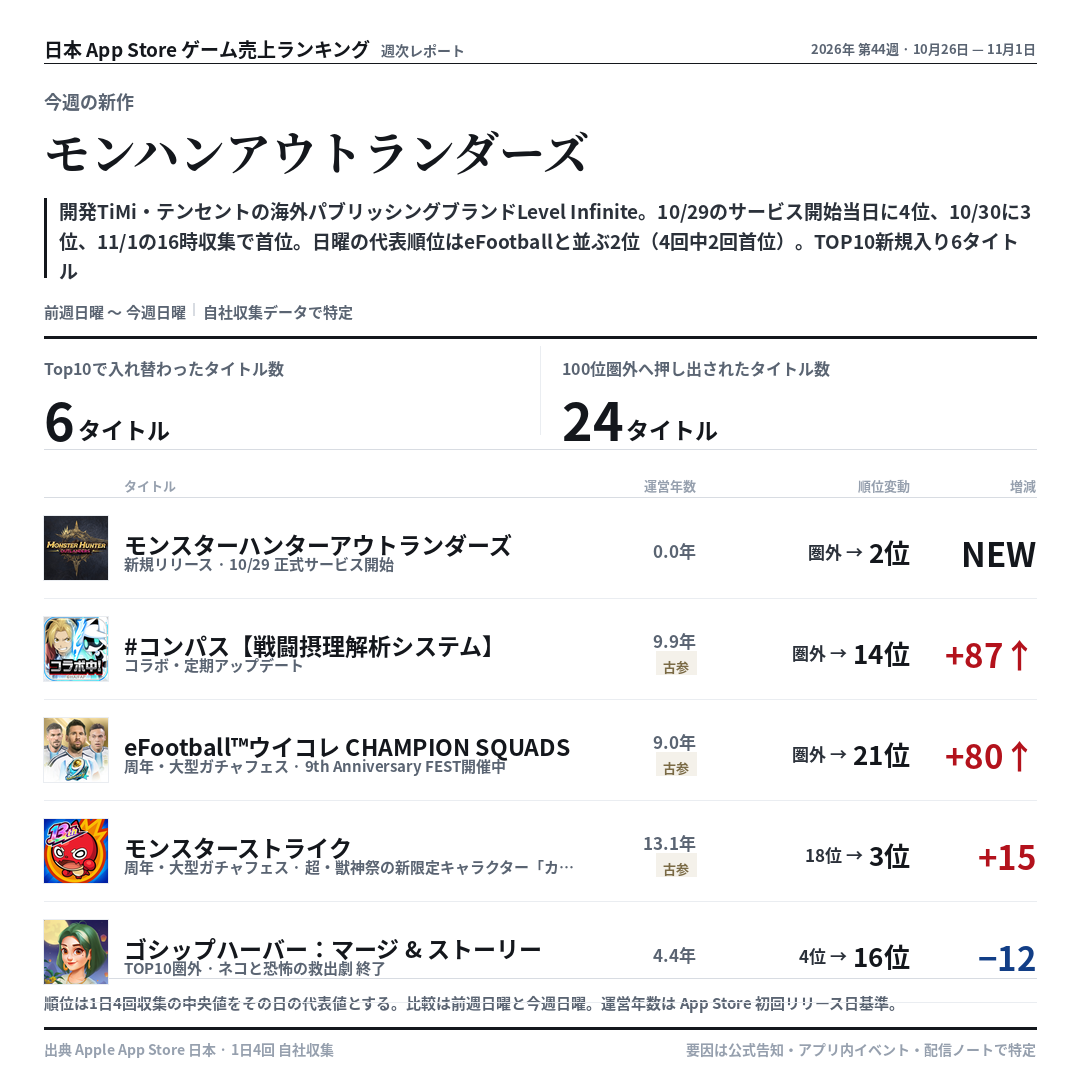 日本 App Store ゲーム売上ランキング 週次レポート 2026年 第44週 · 10月26日 — 11月1日
今週の新作
モンハンアウトランダーズ
開発TiMi・テンセントの海外パブリッシングブランドLevel Infinite。10/29のサービス開始当日に4位、10/30に3
位、11/1の16時収集で首位。日曜の代表順位はeFootballと並ぶ2位（4回中2回首位）。TOP10新規入り6タイト
ル
前週日曜 〜 今週日曜 自社収集データで特定
Top10で入れ替わったタイトル数 100位圏外へ押し出されたタイトル数
6タイトル 24タイトル
タイトル 運営年数 順位変動 増減
MONSTER HUNTER
OUTLANDERS
モンスターハンターアウトランダーズ 0.0年 圏外 → 2位 NEW
新規リリース · 10/29 正式サービス開始
コラボ中!
#コンパス【戦闘摂理解析システム】 9.9年 圏外 → 14位 +87↑
コラボ・定期アップデート 古参
eFootball™ウイコレ CHAMPION SQUADS 9.0年 圏外 → 21位 +80↑
周年・大型ガチャフェス · 9th Anniversary FEST開催中 古参
13th
モンスターストライク 13.1年 18位 → 3位 +15
周年・大型ガチャフェス · 超・獣神祭の新限定キャラクター「カ… 古参
ゴシップハーバー：マージ & ストーリー 4.4年 4位 → 16位 −12
TOP10圏外 · ネコと恐怖の救出劇 終了
順位は1日4回収集の中央値をその日の代表値とする。比較は前週日曜と今週日曜。運営年数は App Store 初回リリース日基準。
出典 Apple App Store 日本 · 1日4回 自社収集 要因は公式告知・アプリ内イベント・配信ノートで特定